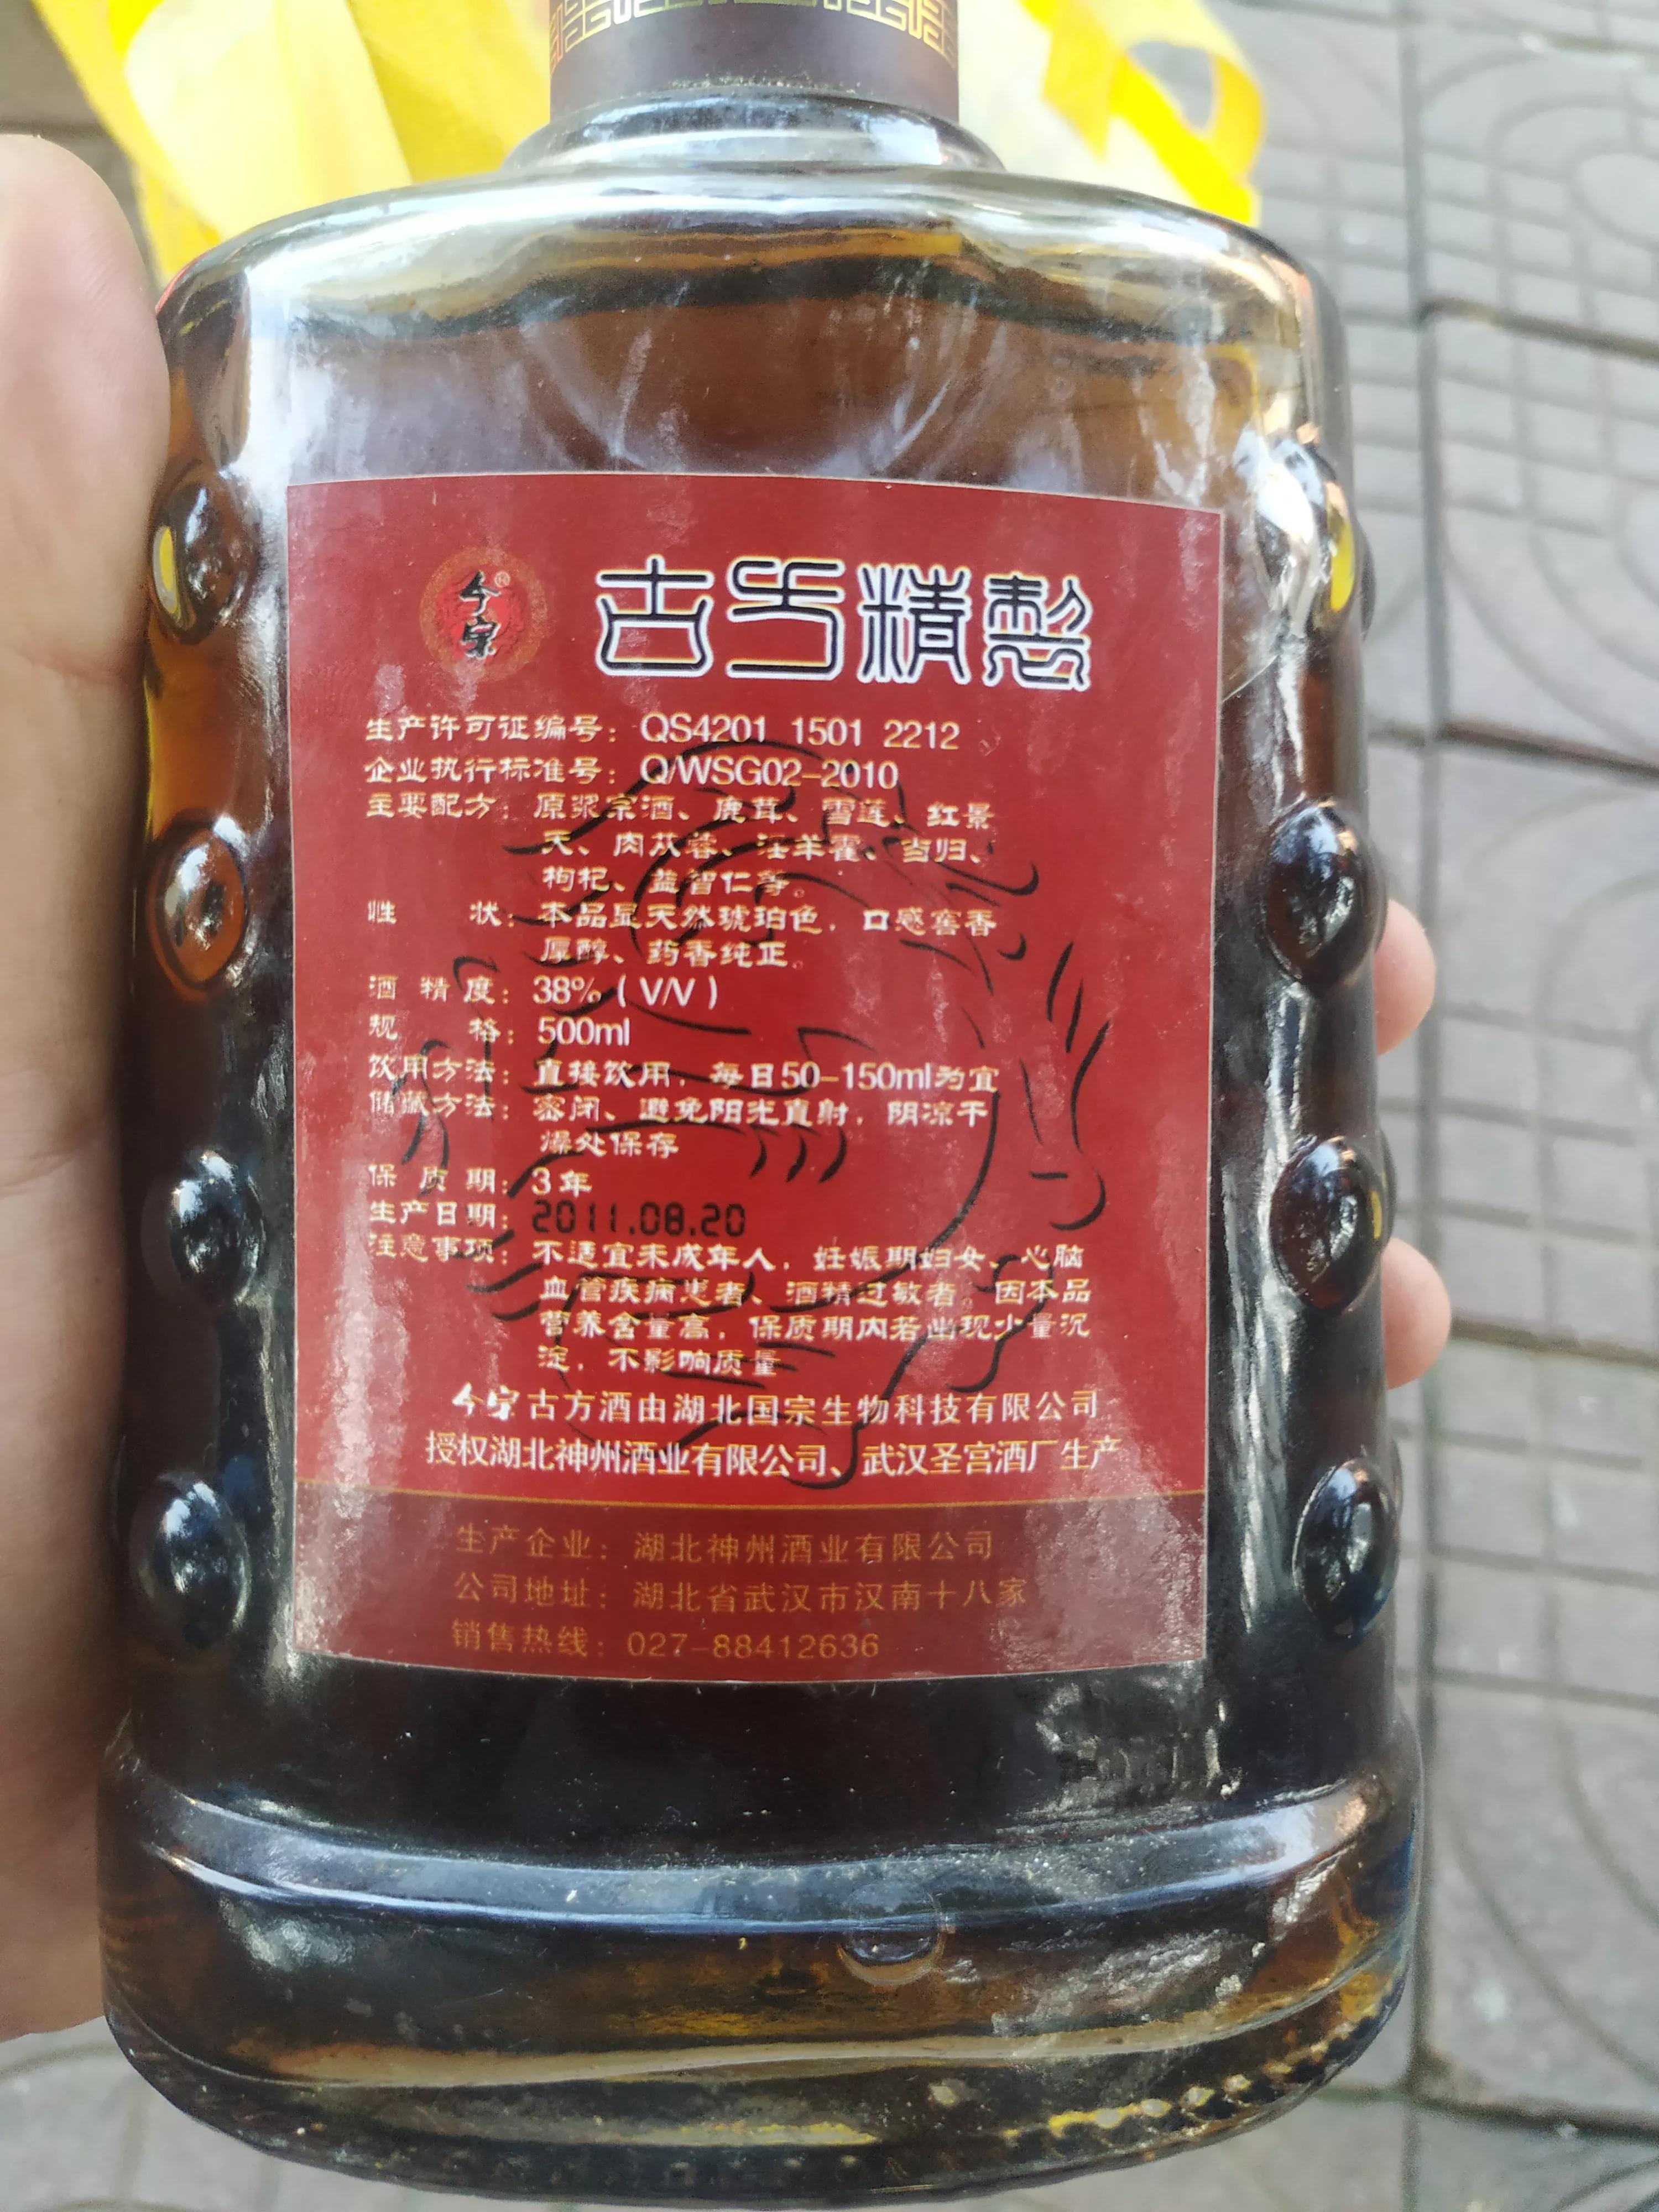 今宗® 古方精製
生产许可证编号：QS4201 1501 2212
企业执行标准号：Q/WSG02-2010
主要配方：原浆宗酒、鹿茸、雪莲、红景
天、肉苁蓉、淫羊霍、当归、
枸杞、益智仁等。
性 状：本品显天然琥珀色，口感窖香
厚醇、药香纯正。
酒 精 度：38%（V/V）
规 格：500ml
饮用方法：直接饮用，每日50-150ml为宜
储藏方法：密闭、避免阳光直射，阴凉干
燥处保存
保 质 期：3年
生产日期：2011.08.20
注意事项：不适宜未成年人，妊娠期妇女、心脑
血管疾病患者、酒精过敏者。因本品
营养含量高，保质期内若出现少量沉
淀，不影响质量
今宗古方酒由湖北国宗生物科技有限公司
授权湖北神州酒业有限公司、武汉圣宫酒厂生产
生产企业：湖北神州酒业有限公司
公司地址：湖北省武汉市汉南十八家
销售热线：027-88412636